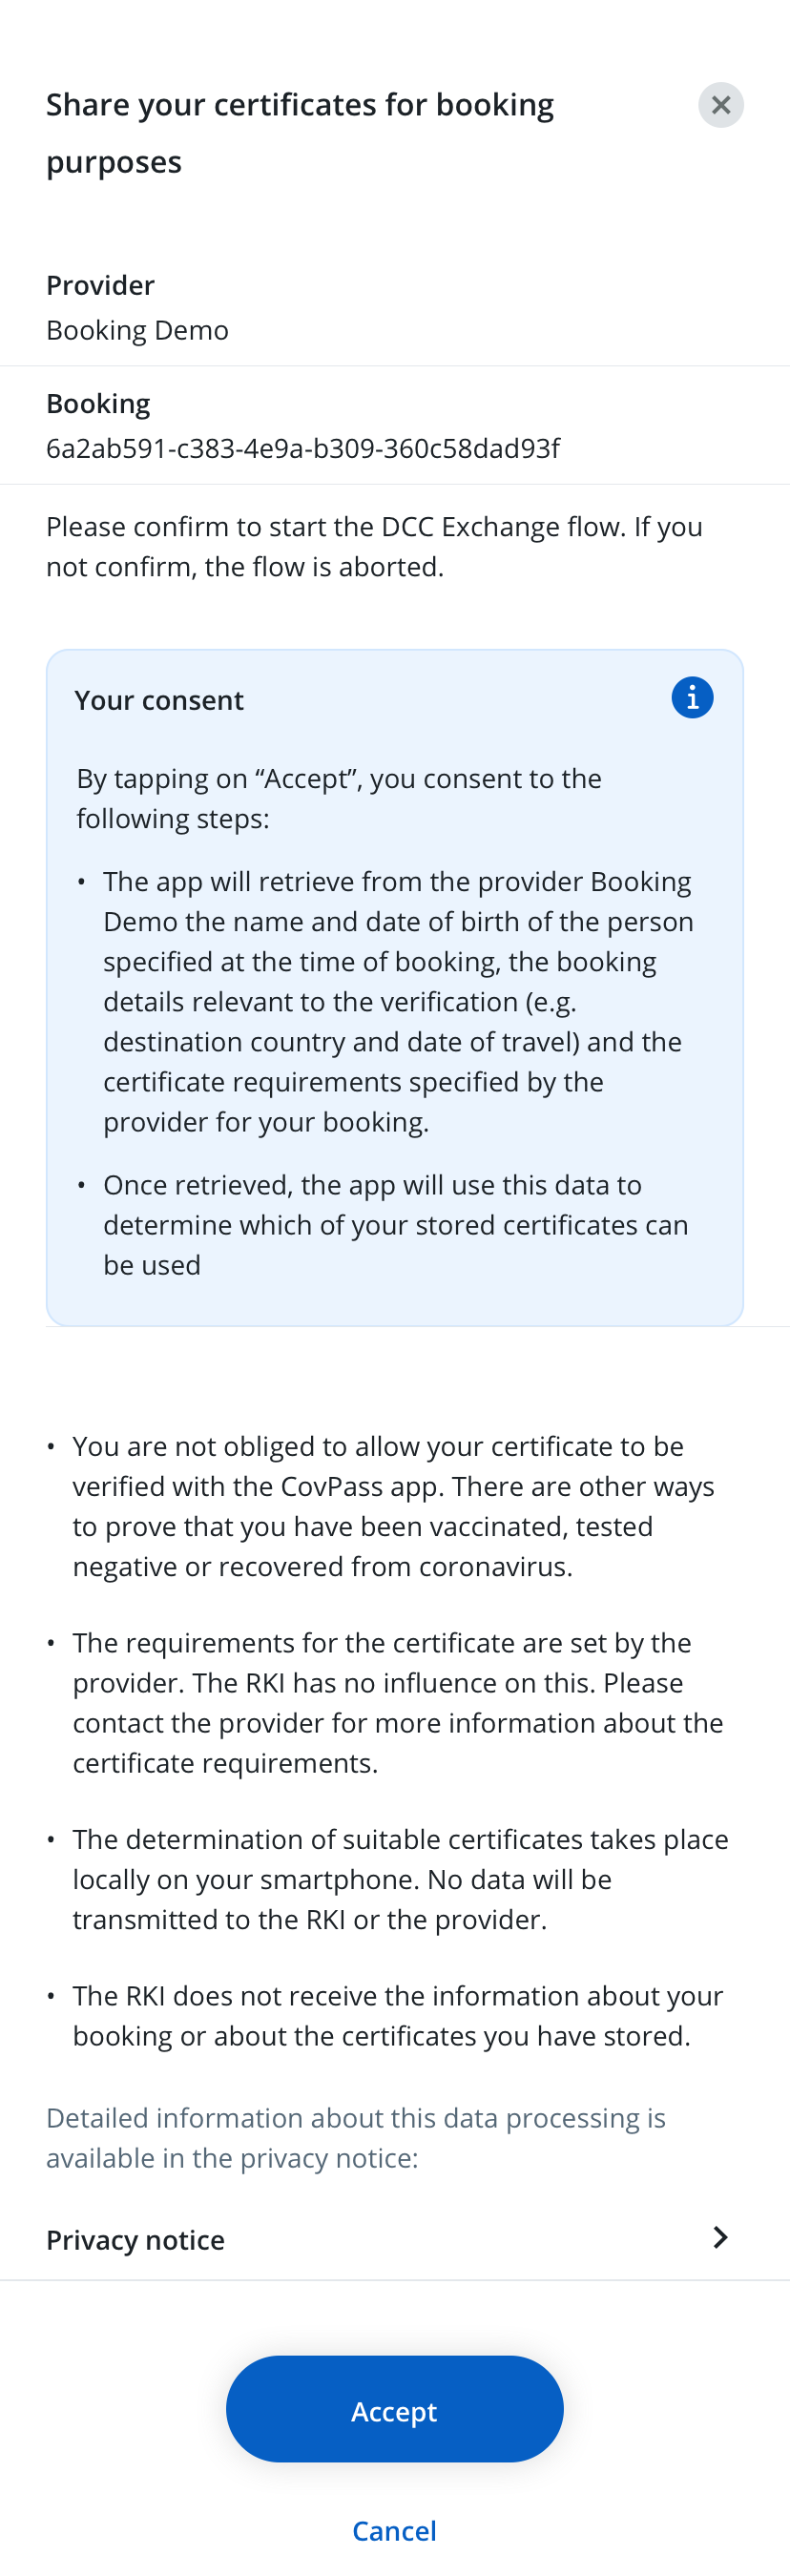 Share your certificates for booking
purposes
Provider
Booking Demo
Booking
6a2ab591-c383-4e9a-b309-360c58dad93f
Please confirm to start the DCC Exchange flow. If you
not confirm, the flow is aborted.
Your consent
By tapping on “Accept”, you consent to the
following steps:
• The app will retrieve from the provider Booking
Demo the name and date of birth of the person
specified at the time of booking, the booking
details relevant to the verification (e.g.
destination country and date of travel) and the
certificate requirements specified by the
provider for your booking.
• Once retrieved, the app will use this data to
determine which of your stored certificates can
be used
• You are not obliged to allow your certificate to be
verified with the CovPass app. There are other ways
to prove that you have been vaccinated, tested
negative or recovered from coronavirus.
• The requirements for the certificate are set by the
provider. The RKI has no influence on this. Please
contact the provider for more information about the
certificate requirements.
• The determination of suitable certificates takes place
locally on your smartphone. No data will be
transmitted to the RKI or the provider.
• The RKI does not receive the information about your
booking or about the certificates you have stored.
Detailed information about this data processing is
available in the privacy notice:
Privacy notice
Accept
Cancel